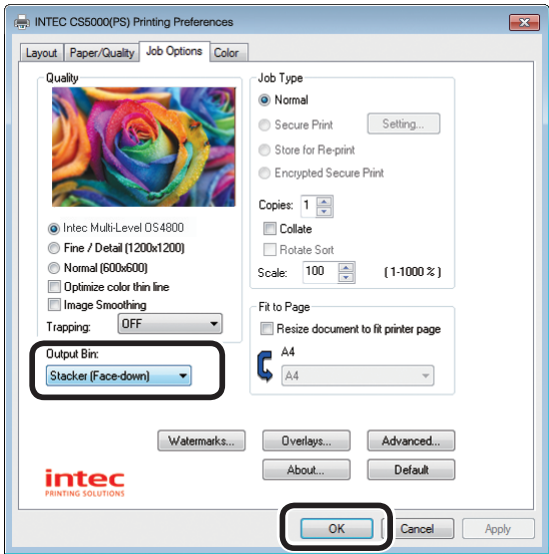 INTEC CS5000(PS) Printing Preferences
Layout Paper/Quality Job Options Color
Quality
Intec Multi-Level OS4800
Fine / Detail (1200x1200)
Normal (600x600)
Optimize color thin line
Image Smoothing
Trapping: OFF
Output Bin:
Stacker (Face-down)
Job Type
Normal
Secure Print Setting...
Store for Re-print
Encrypted Secure Print
Copies: 1
Collate
Rotate Sort
Scale: 100 (1-1000 %)
Fit to Page
Resize document to fit printer page
A4
A4
Watermarks... Overlays... Advanced...
About... Default
intec
PRINTING SOLUTIONS
OK Cancel Apply